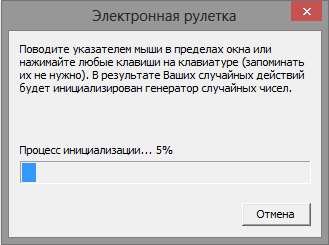 Электронная рулетка
Поводите указателем мыши в пределах окна или
нажимайте любые клавиши на клавиатуре (запоминать
их не нужно). В результате Ваших случайных действий
будет инициализирован генератор случайных чисел.
Процесс инициализации... 5%
Отмена